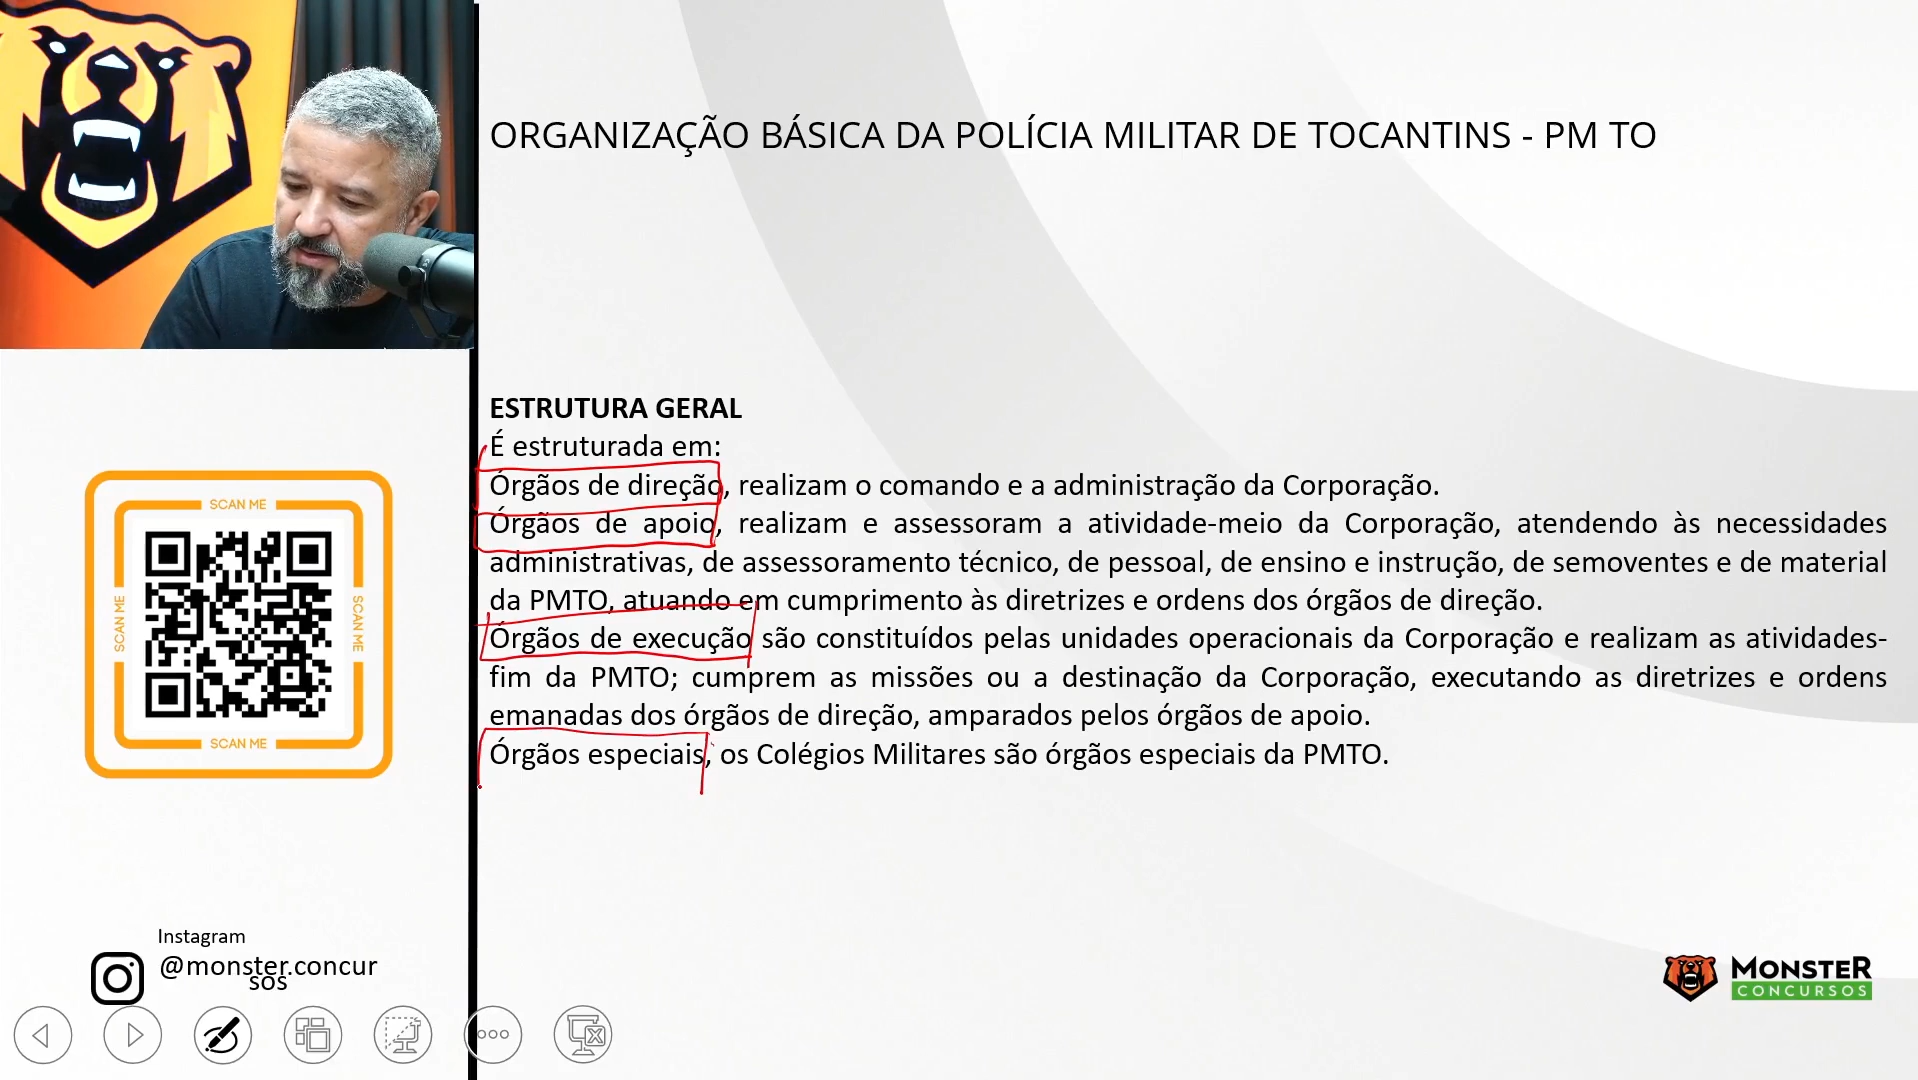 ORGANIZAÇÃO BÁSICA DA POLÍCIA MILITAR DE TOCANTINS - PM TO
ESTRUTURA GERAL
É estruturada em:
Órgãos de direção, realizam o comando e a administração da Corporação.
Órgãos de apoio, realizam e assessoram a atividade-meio da Corporação, atendendo às necessidades
administrativas, de assessoramento técnico, de pessoal, de ensino e instrução, de semoventes e de material
da PMTO, atuando em cumprimento às diretrizes e ordens dos órgãos de direção.
Órgãos de execução são constituídos pelas unidades operacionais da Corporação e realizam as atividades-
fim da PMTO; cumprem as missões ou a destinação da Corporação, executando as diretrizes e ordens
emanadas dos órgãos de direção, amparados pelos órgãos de apoio.
Órgãos especiais, os Colégios Militares são órgãos especiais da PMTO.
SCAN ME
SCAN ME
SCAN ME
SCAN ME
Instagram
@monster.concur
sos
MONSTER
CONCURSOS